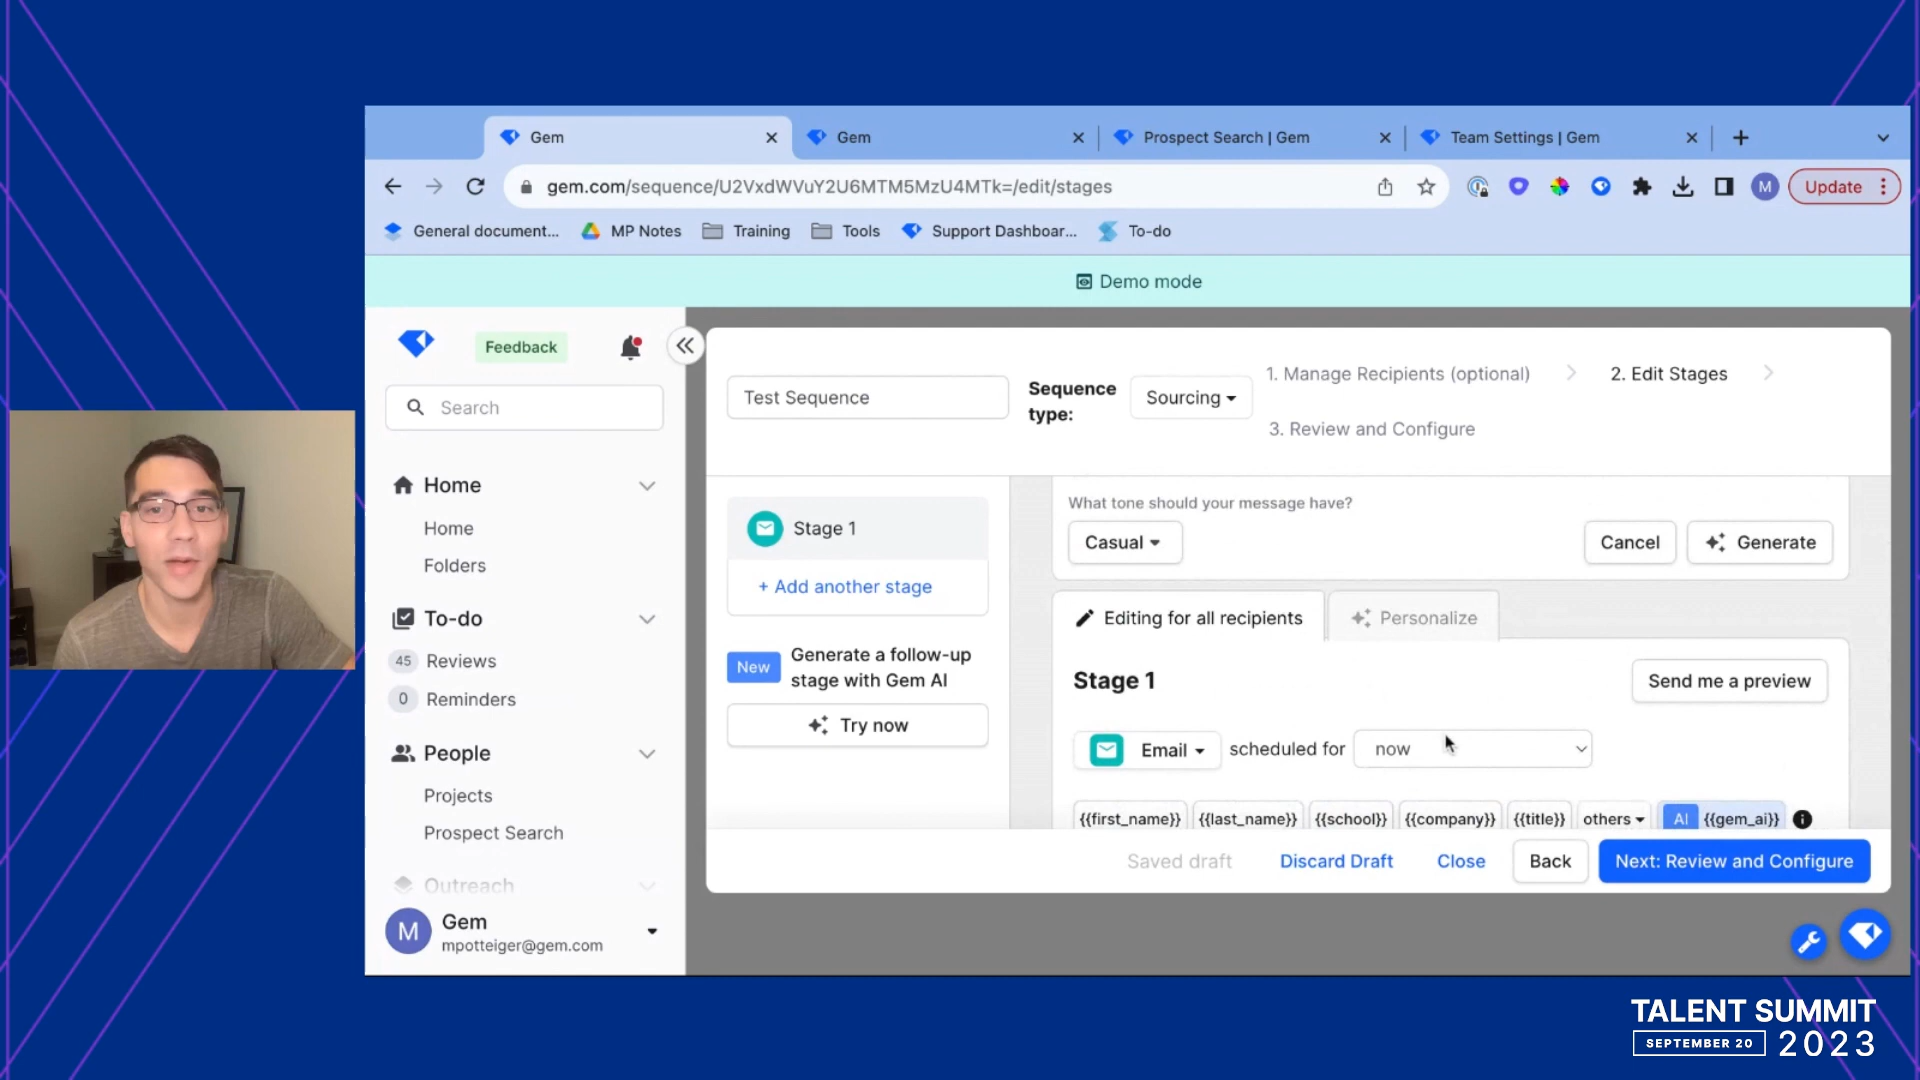 Gem
Gem
Prospect Search | Gem
Team Settings | Gem
gem.com/sequence/U2VxdWVuY2U6MTM5MzU4MTk=/edit/stages
M
Update
General document...
MP Notes
Training
Tools
Support Dashboar...
To-do
Demo mode
Feedback
Search
Home
Home
Folders
To-do
45 Reviews
0 Reminders
People
Projects
Prospect Search
Outreach
M
Gem
mpotteiger@gem.com
Test Sequence
Sequence type:
Sourcing
1. Manage Recipients (optional)
2. Edit Stages
3. Review and Configure
Stage 1
+ Add another stage
New
Generate a follow-up
stage with Gem AI
Try now
What tone should your message have?
Casual
Cancel
Generate
Editing for all recipients
Personalize
Stage 1
Send me a preview
Email
scheduled for
now
{{first_name}}
{{last_name}}
{{school}}
{{company}}
{{title}}
others
AI {{gem_ai}}
Saved draft
Discard Draft
Close
Back
Next: Review and Configure
TALENT SUMMIT
SEPTEMBER 20
2023